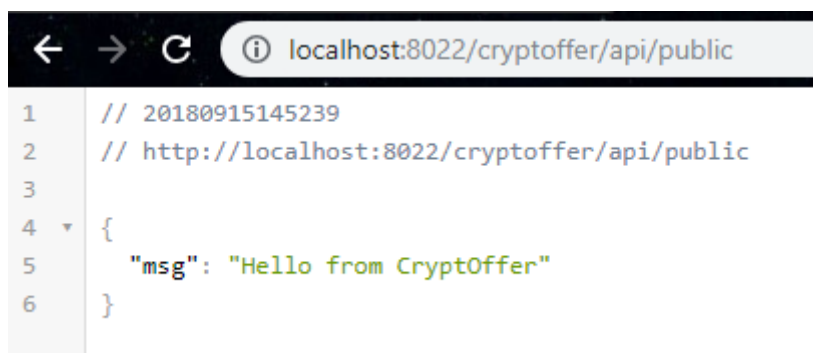 localhost:8022/cryptoffer/api/public
1 // 20180915145239
2 // http://localhost:8022/cryptoffer/api/public
3
4 {
5 "msg": "Hello from CryptOffer"
6 }